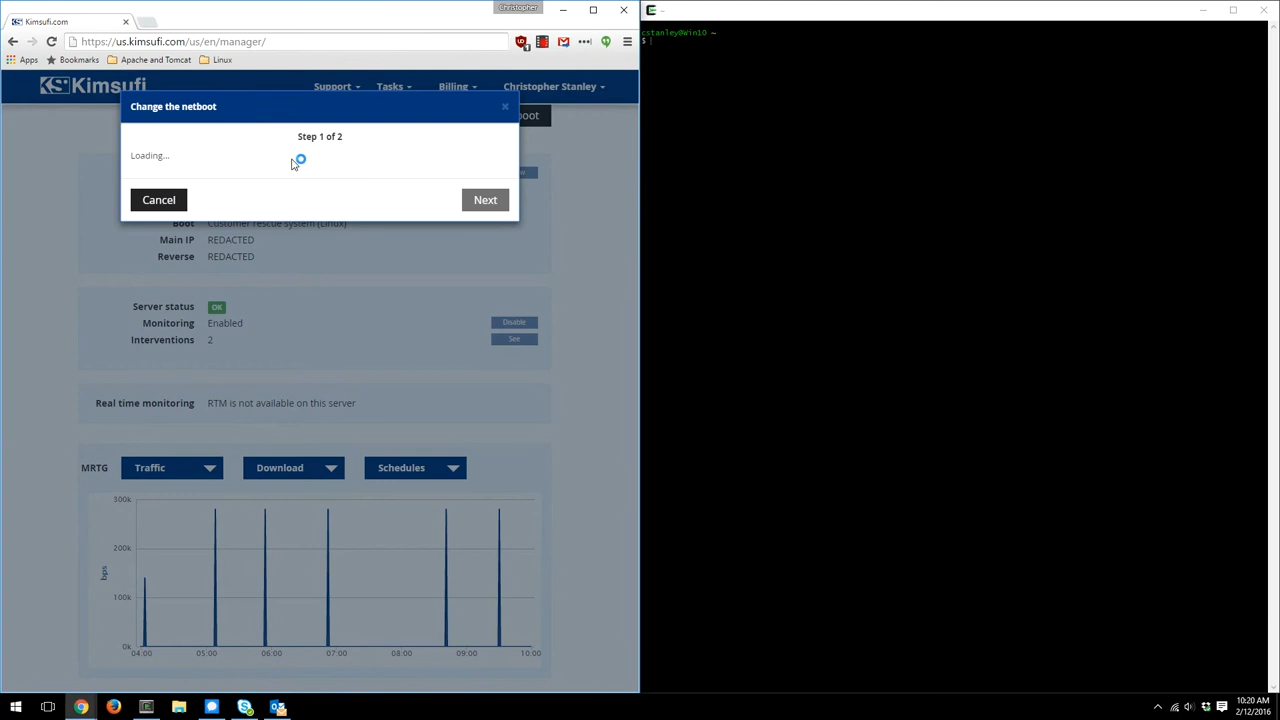 Christopher
Kimsufi.com
~
https://us.kimsufi.com/us/en/manager/
cstanley@Win10 ~
$
Apps
Bookmarks
Apache and Tomcat
Linux
Kimsufi
Support
Tasks
Billing
Christopher Stanley
Change the netboot
Step 1 of 2
Loading...
Cancel
Next
Boot Customer rescue system (Linux)
Main IP REDACTED
Reverse REDACTED
Server status OK
Monitoring Enabled Disable
Interventions 2 See
Real time monitoring RTM is not available on this server
MRTG Traffic Download Schedules
300k
200k
100k
0k
bps
04:00 05:00 06:00 07:00 08:00 09:00 10:00
10:20 AM
2/12/2016